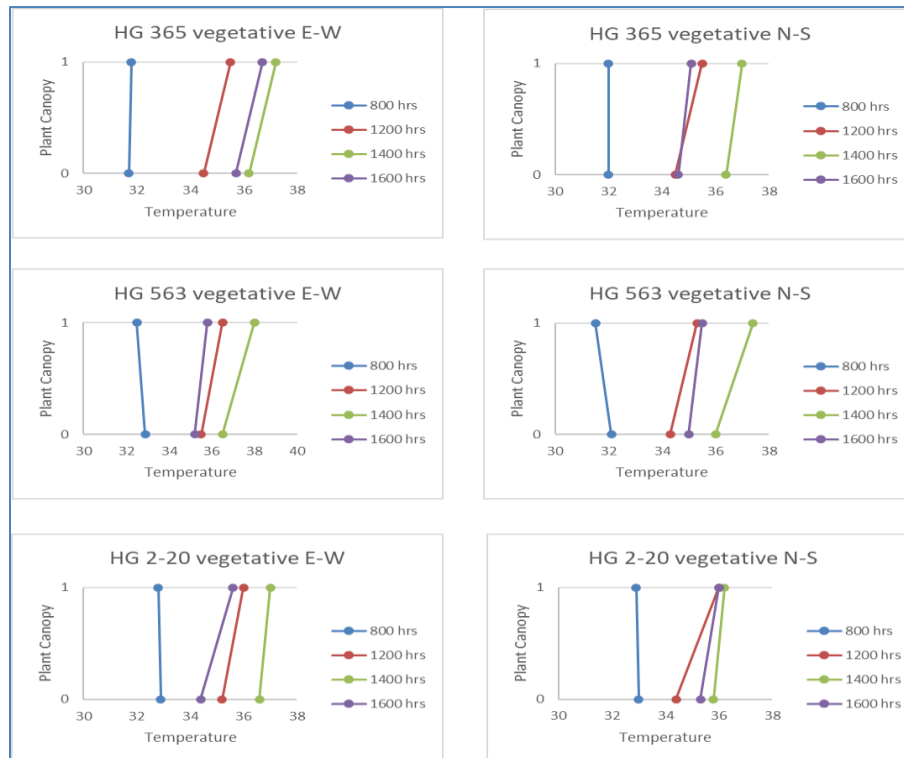 HG 365 vegetative E-W
1
Plant Canopy
0
30 32 34 36 38
Temperature
800 hrs
1200 hrs
1400 hrs
1600 hrs
HG 365 vegetative N-S
1
Plant Canopy
0
30 32 34 36 38
Temperature
800 hrs
1200 hrs
1400 hrs
1600 hrs
HG 563 vegetative E-W
1
Plant Canopy
0
30 32 34 36 38 40
Temperature
800 hrs
1200 hrs
1400 hrs
1600 hrs
HG 563 vegetative N-S
1
Plant Canopy
0
30 32 34 36 38
Temperature
800 hrs
1200 hrs
1400 hrs
1600 hrs
HG 2-20 vegetative E-W
1
Plant Canopy
0
30 32 34 36 38
Temperature
800 hrs
1200 hrs
1400 hrs
1600 hrs
HG 2-20 vegetative N-S
1
Plant Canopy
0
30 32 34 36 38
Temperature
800 hrs
1200 hrs
1400 hrs
1600 hrs